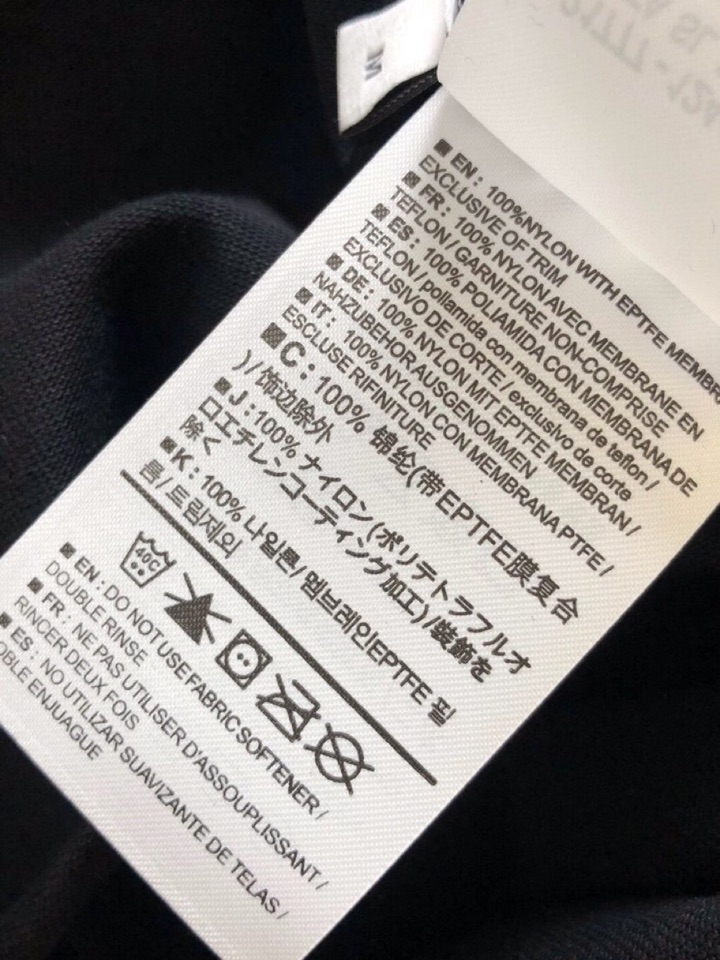 M
■ EN : 100%NYLON WITH EPTFE
EXCLUSIVE OF TRIM
■ FR : 100% NYLON AVEC MEMBRANE EN
TEFLON / GARNITURE NON-COMPRISE
■ ES : 100% POLIAMIDA CON MEMBRANA DE
TEFLON / poliamida con membrana de teflon /
EXCLUSIVO DE CORTE / exclusivo de corte
■ DE : 100% NYLON MIT EPTFE MEMBRAN /
NAHZUBEHOR AUSGENOMMEN
■ IT : 100% NYLON CON MEMBRANA PTFE /
ESCLUSE RIFINITURE
■ C : 100% 锦纶(带EPTFE膜复合
)/饰边除外
■ J : 100% ナイロン(ポリテトラフルオ
ロエチレンコーティング加工)/装飾を
除く
■ K : 100% 나일론/ 멤브레인EPTFE 필
름/트림제외
40C
■ EN : DO NOT USE FABRIC SOFTENER /
DOUBLE RINSE
■ FR : NE PAS UTILISER D'ASSOUPLISSANT /
RINCER DEUX FOIS
■ ES : NO UTILIZAR SUAVIZANTE DE TELAS /
ENJUAGUE